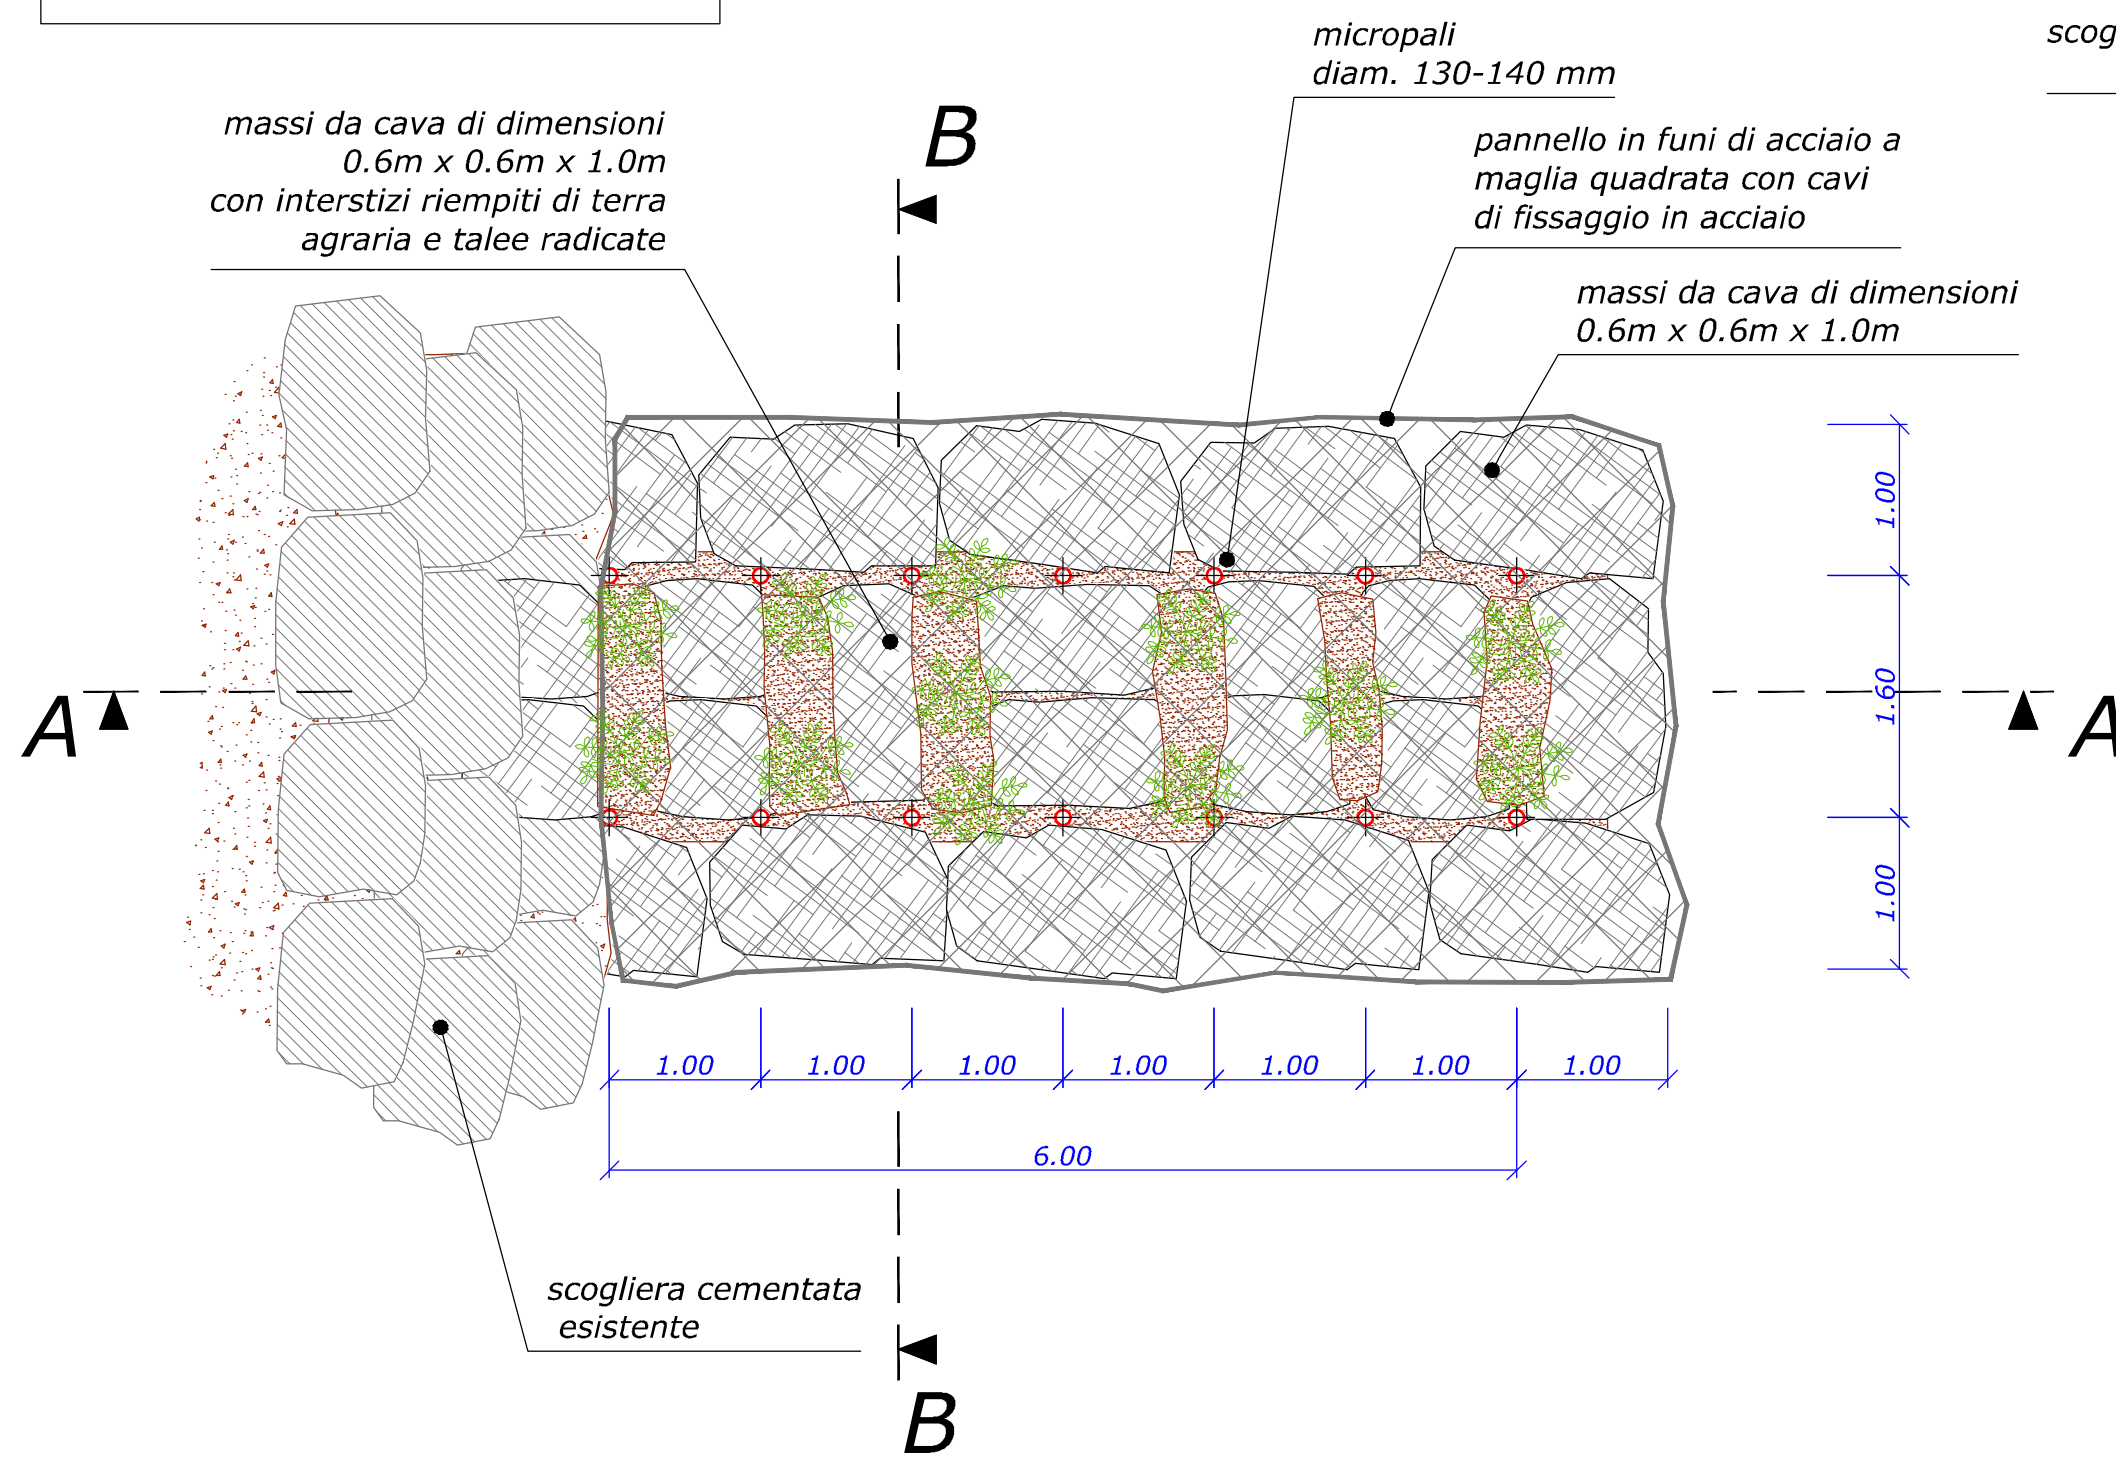 micropali
diam. 130-140 mm
scog
massi da cava di dimensioni
0.6m x 0.6m x 1.0m
con interstizi riempiti di terra
agraria e talee radicate
B
pannello in funi di acciaio a
maglia quadrata con cavi
di fissaggio in acciaio
massi da cava di dimensioni
0.6m x 0.6m x 1.0m
1.00
A
1.60
A
1.00
1.00 1.00 1.00 1.00 1.00 1.00 1.00
6.00
scogliera cementata
esistente
B